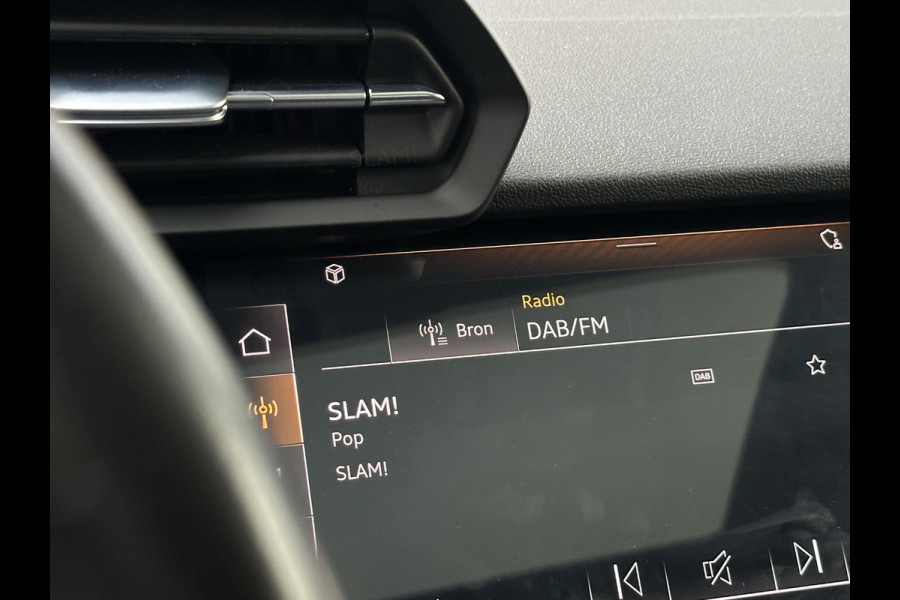 Radio
Bron DAB/FM
DAB
SLAM!
Pop
SLAM!